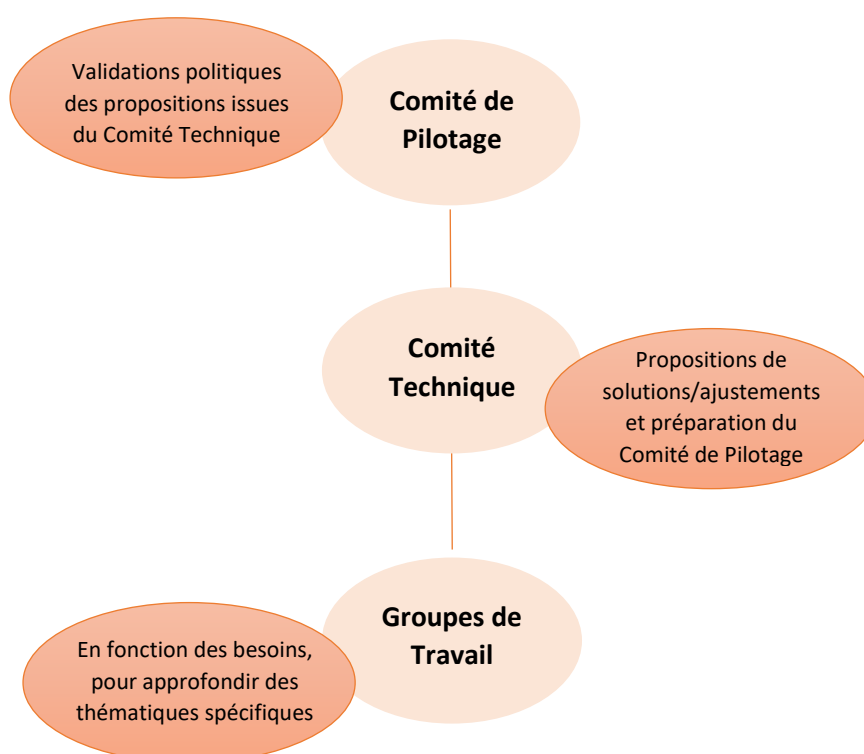 Validations politiques
des propositions issues
du Comité Technique
Comité de
Pilotage
Comité
Technique
Propositions de
solutions/ajustements
et préparation du
Comité de Pilotage
Groupes de
Travail
En fonction des besoins,
pour approfondir des
thématiques spécifiques